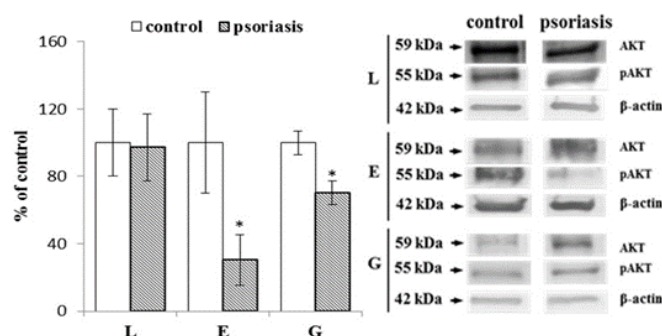 control psoriasis
160
120
80
40
0
% of control
*
*
L E G
control psoriasis
L
59 kDa AKT
55 kDa pAKT
42 kDa β-actin
E
59 kDa AKT
55 kDa pAKT
42 kDa β-actin
G
59 kDa AKT
55 kDa pAKT
42 kDa β-actin